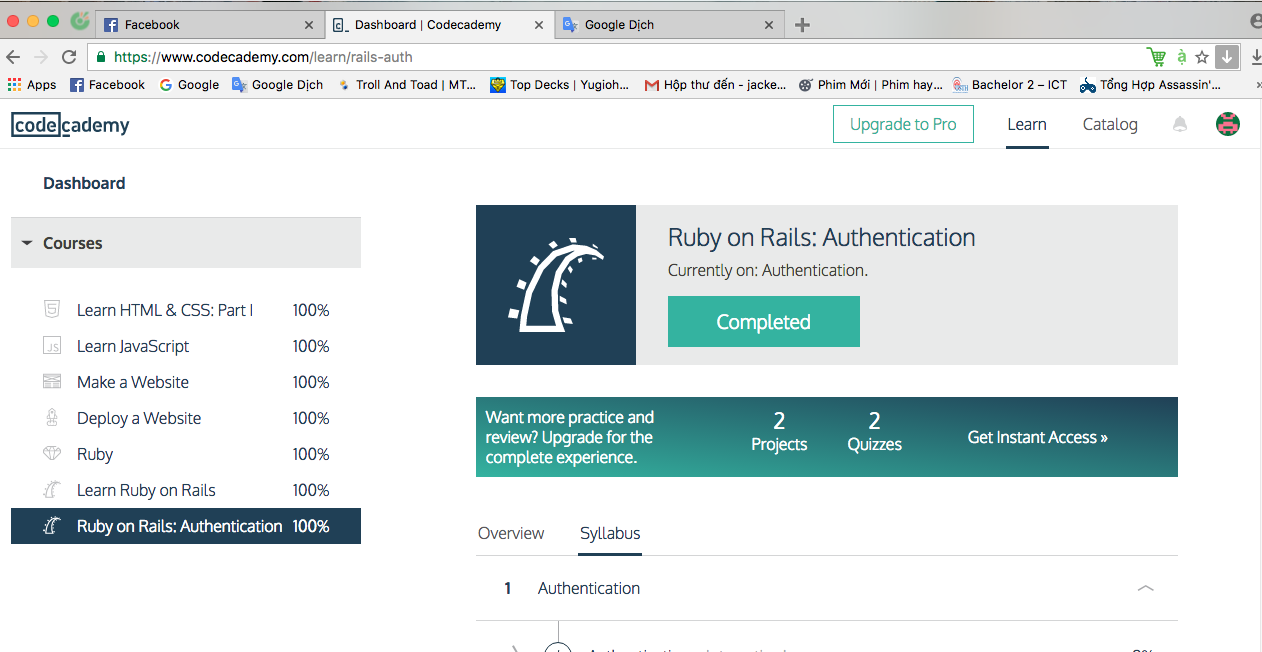 Facebook
Dashboard | Codecademy
Google Dịch
https://www.codecademy.com/learn/rails-auth
Apps Facebook Google Google Dịch Troll And Toad | MT... Top Decks | Yugioh... Hộp thư đến - jacke... Phim Mới | Phim hay... Bachelor 2 – ICT Tổng Hợp Assassin'...
codecademy
Upgrade to Pro Learn Catalog
Dashboard
Courses
Learn HTML & CSS: Part I 100%
Learn JavaScript 100%
Make a Website 100%
Deploy a Website 100%
Ruby 100%
Learn Ruby on Rails 100%
Ruby on Rails: Authentication 100%
Ruby on Rails: Authentication
Currently on: Authentication.
Completed
Want more practice and
review? Upgrade for the
complete experience.
2
Projects
2
Quizzes
Get Instant Access »
Overview Syllabus
1 Authentication